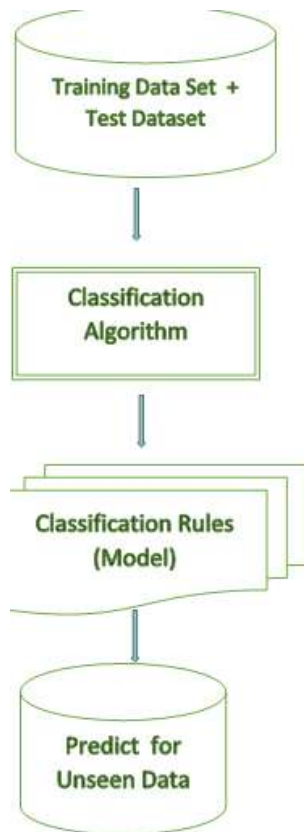 Training Data Set +
Test Dataset
Classification
Algorithm
Classification Rules
(Model)
Predict for
Unseen Data